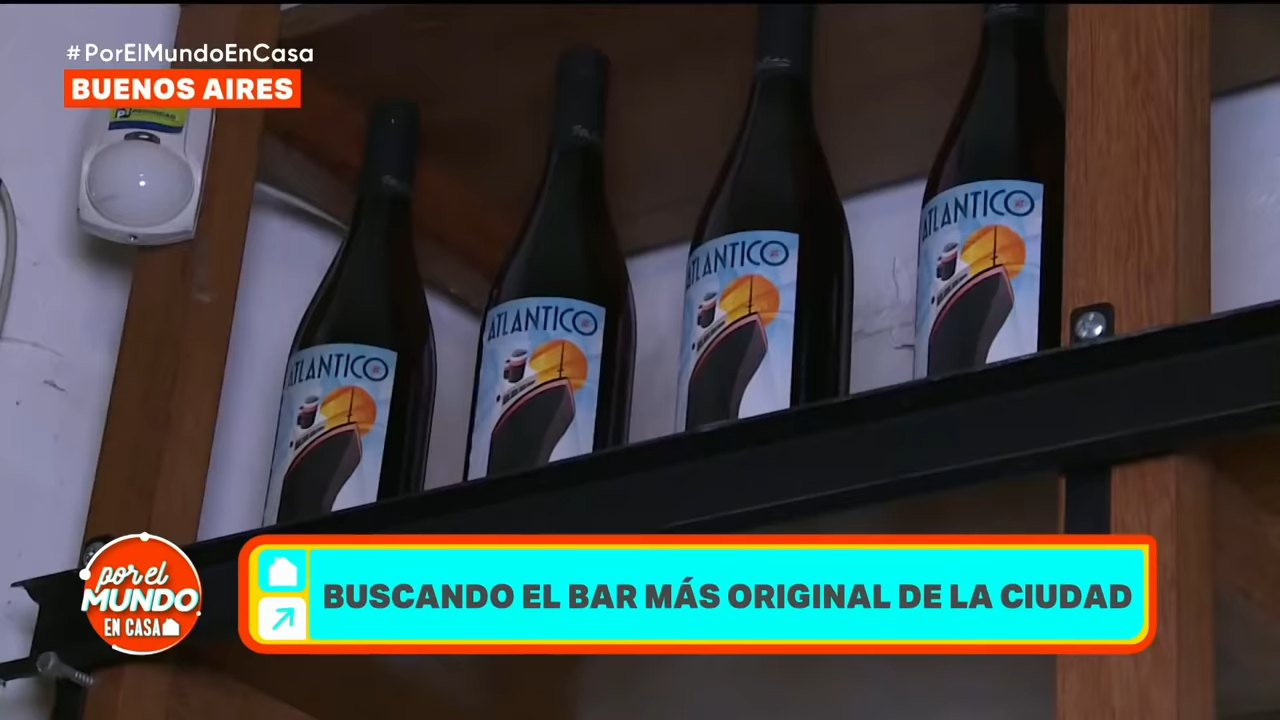 #PorElMundoEnCasa
BUENOS AIRES
ATLANTICO
ATLANTICO
ATLANTICO
ATLANTICO
por el
MUNDO
EN CASA
BUSCANDO EL BAR MÁS ORIGINAL DE LA CIUDAD